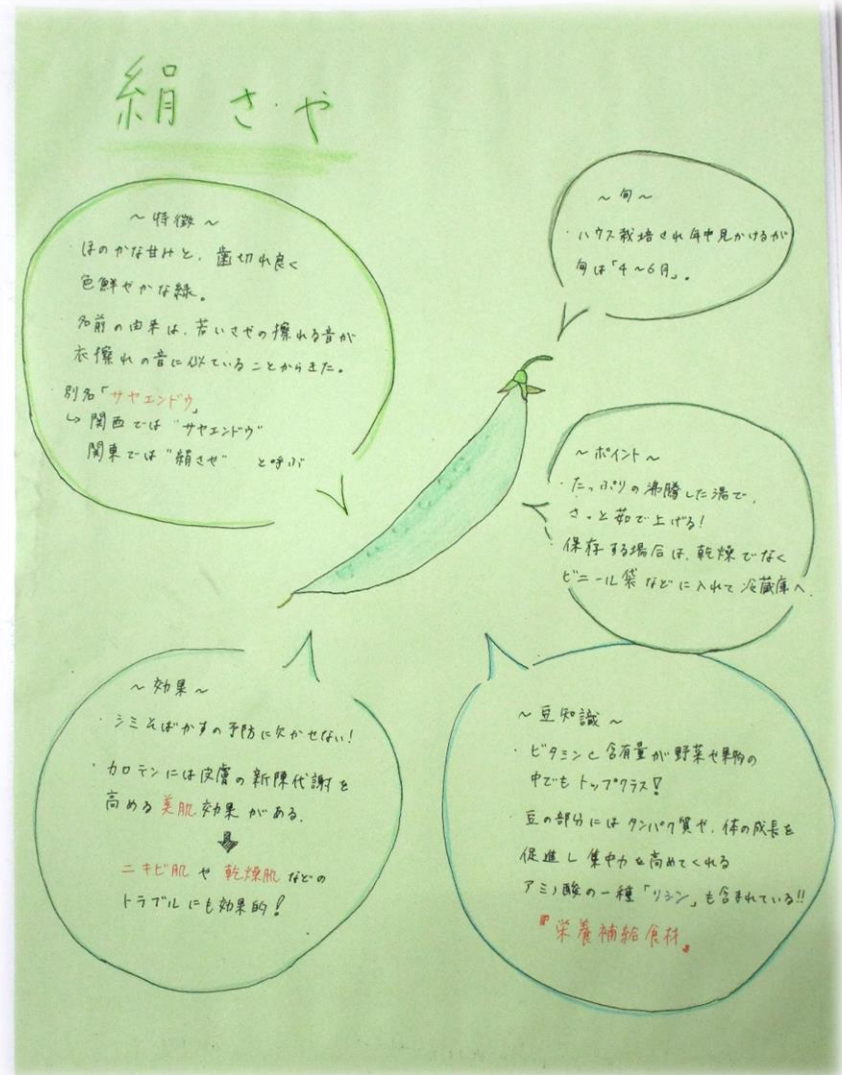 絹さや
～特徴～
・ほのかな甘みと、歯切れ良く
色鮮やかな緑。
名前の由来は、若いさやの擦れる音が
衣擦れの音に似ていることからきた。
別名「サヤエンドウ」
↳ 関西では"サヤエンドウ"
関東では"絹さや" と呼ぶ
～旬～
・ハウス栽培され年中見かけるが
旬は「4～6月」。
～ポイント～
・たっぷりの沸騰した湯で、
さっと茹で上げる!
・保存する場合は、乾燥でなく
ビニール袋などに入れて冷蔵庫へ
～効果～
・シミそばかすの予防に欠かせない!
・カロテンには皮膚の新陳代謝を
高める美肌効果がある。
ニキビ肌や乾燥肌などの
トラブルにも効果的!
～豆知識～
・ビタミンC含有量が野菜や果物の
中でもトップクラス!
・豆の部分にはタンパク質や、体の成長を
促進し集中力を高めてくれる
アミノ酸の一種「リシン」も含まれている!!
『栄養補給食材』